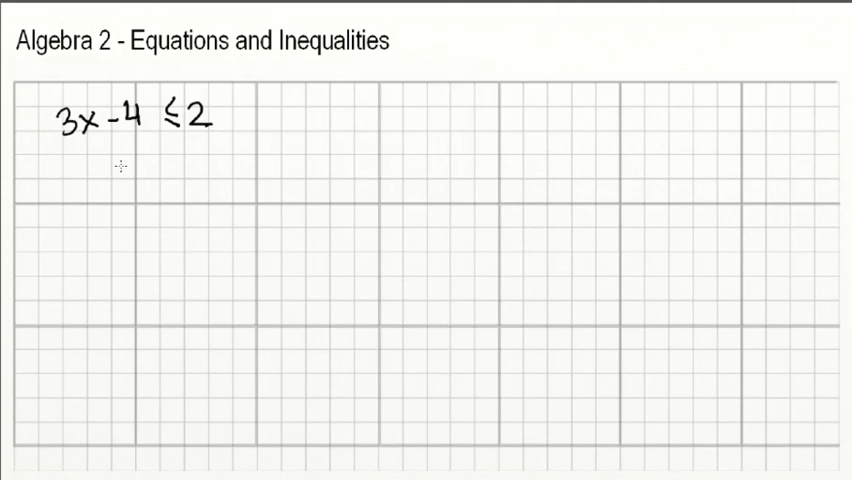 Algebra 2 - Equations and Inequalities
3x - 4 ≤ 2